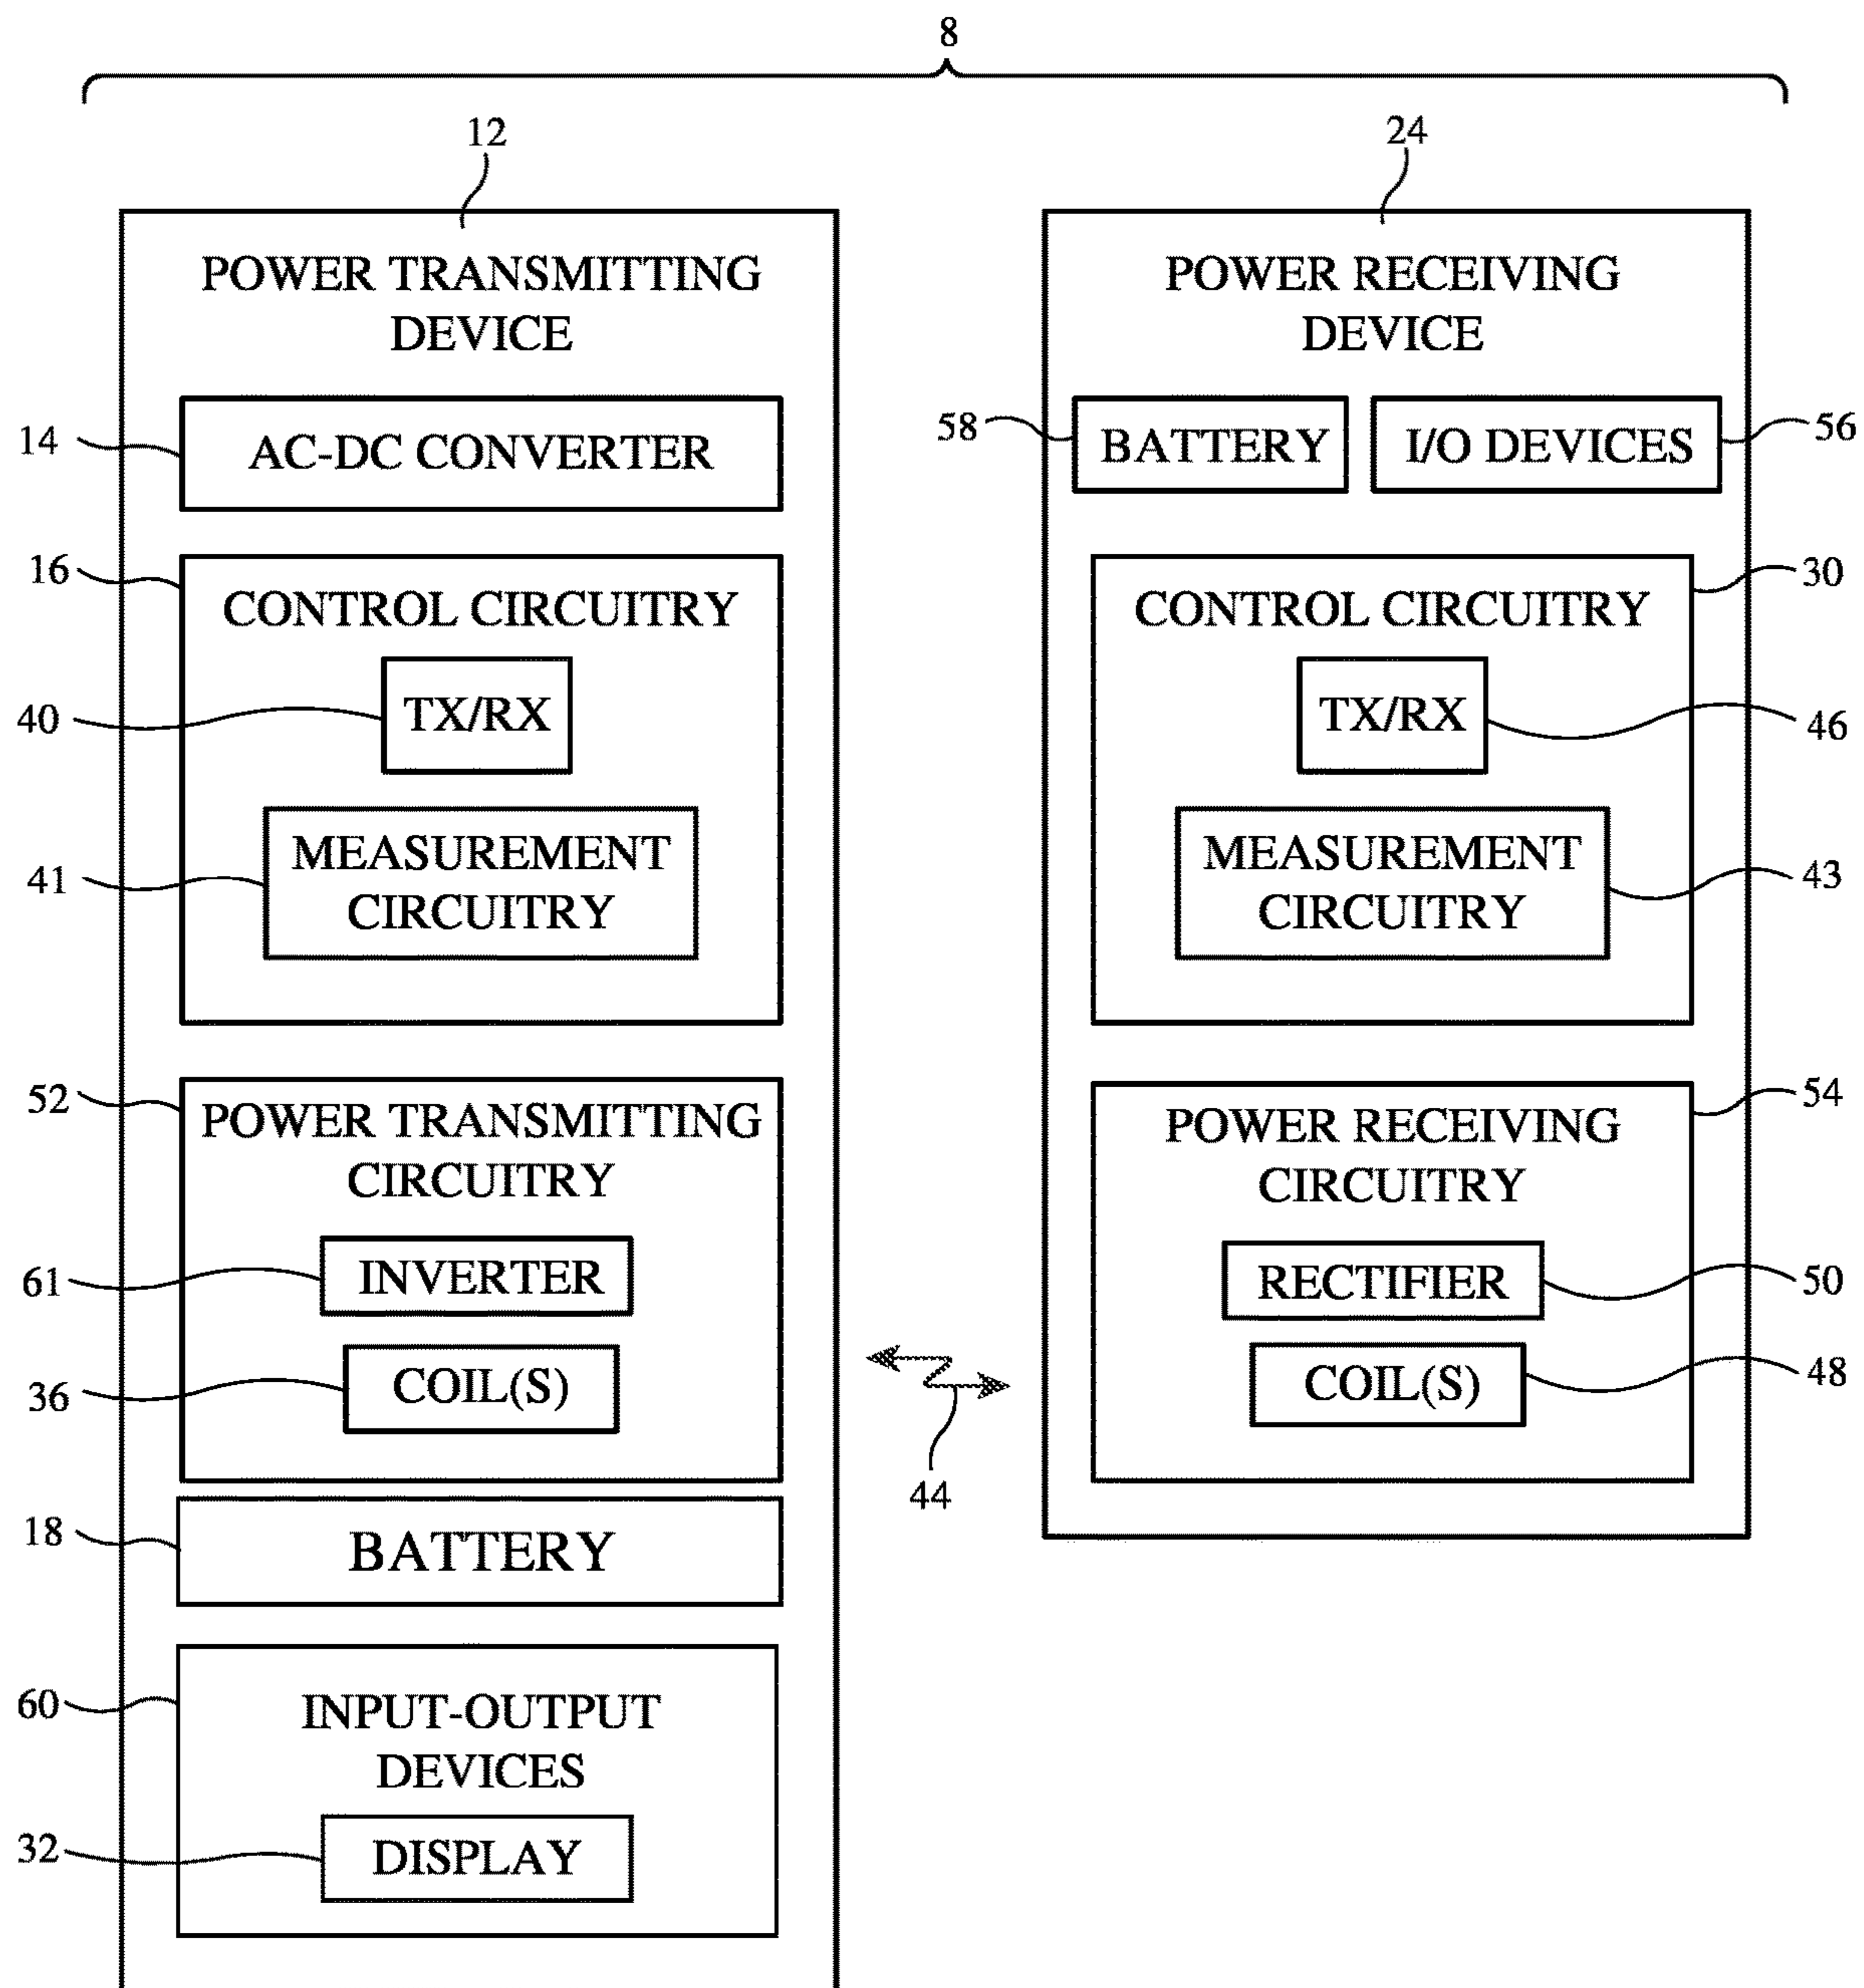 8
12
POWER TRANSMITTING
DEVICE
14
AC-DC CONVERTER
16
CONTROL CIRCUITRY
40
TX/RX
41
MEASUREMENT
CIRCUITRY
52
POWER TRANSMITTING
CIRCUITRY
61
INVERTER
36
COIL(S)
18
BATTERY
60
INPUT-OUTPUT
DEVICES
32
DISPLAY
44
24
POWER RECEIVING
DEVICE
58
BATTERY
I/O DEVICES
56
30
CONTROL CIRCUITRY
TX/RX
46
MEASUREMENT
CIRCUITRY
43
54
POWER RECEIVING
CIRCUITRY
RECTIFIER
50
COIL(S)
48